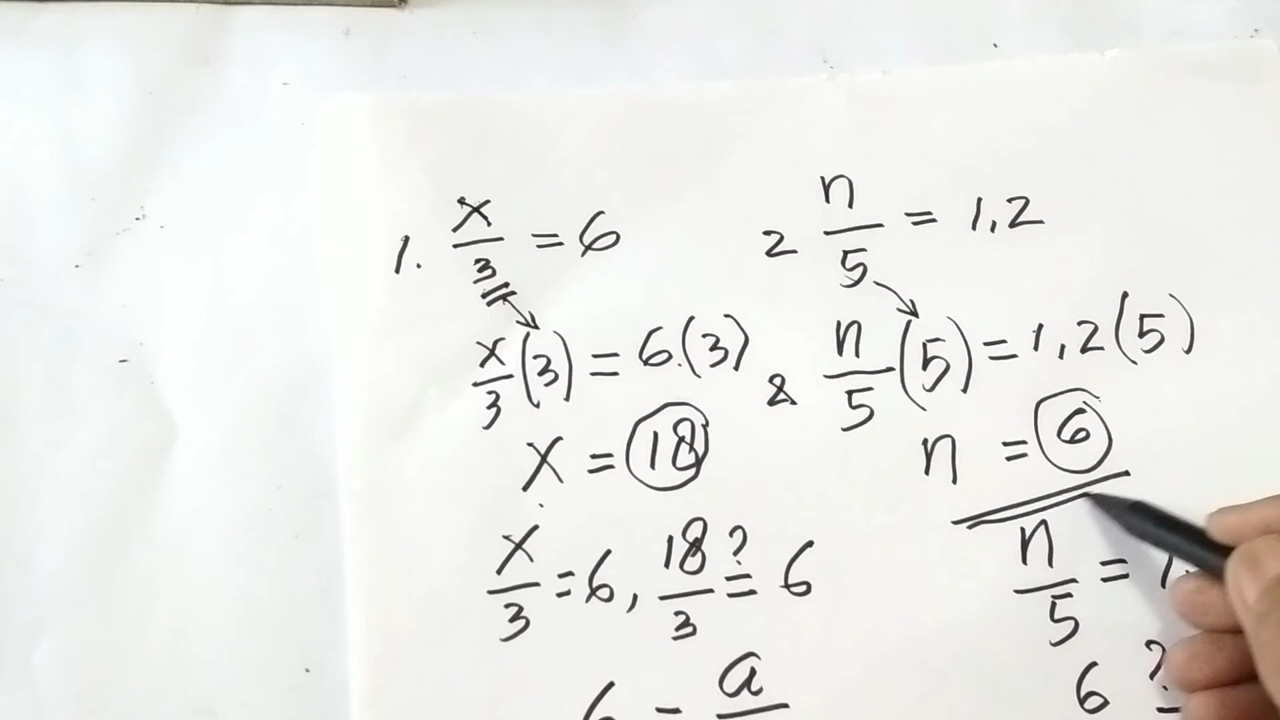 1. x/3 = 6
x/3 (3) = 6.(3)
x = 18
x/3 = 6, 18/3 ?= 6
6 = a
2 n/5 = 1,2
& n/5 (5) = 1,2(5)
n = 6
n/5 = 1
6 ?